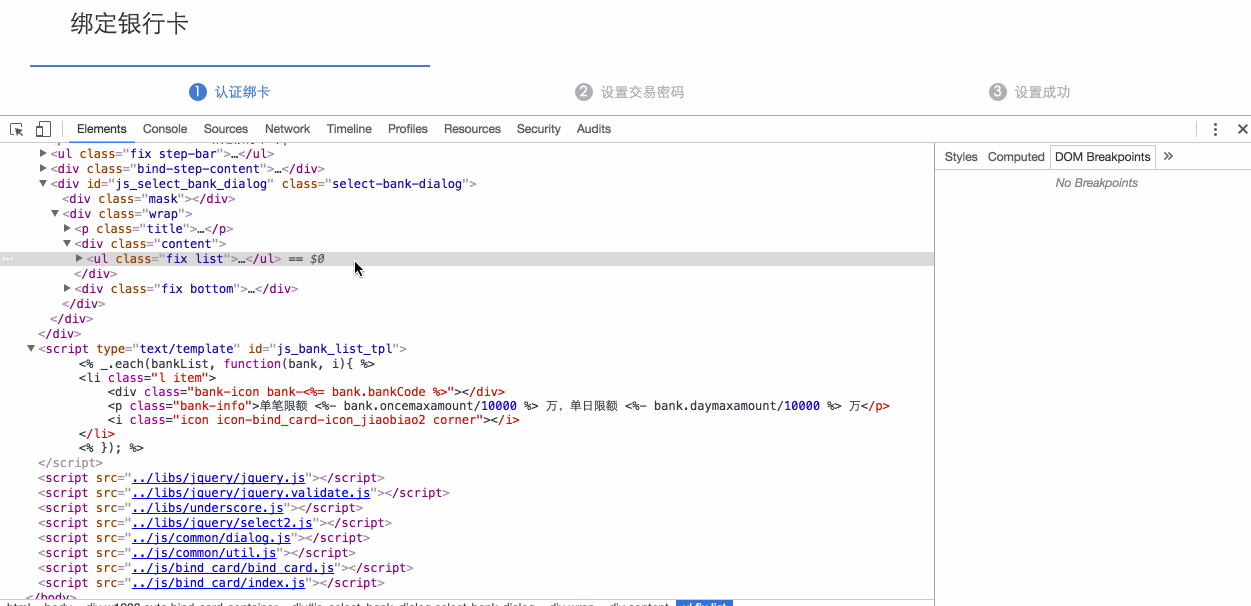 绑定银行卡
1 认证绑卡
2 设置交易密码
3 设置成功
Elements Console Sources Network Timeline Profiles Resources Security Audits
Styles Computed DOM Breakpoints »
No Breakpoints
<ul class="fix step-bar">…</ul>
<div class="bind-step-content">…</div>
<div id="js_select_bank_dialog" class="select-bank-dialog">
<div class="mask"></div>
<div class="wrap">
<p class="title">…</p>
<div class="content">
… <ul class="fix list">…</ul> == $0
</div>
<div class="fix bottom">…</div>
</div>
</div>
</div>
<script type="text/template" id="js_bank_list_tpl">
<% _.each(bankList, function(bank, i){ %>
<li class="l item">
<div class="bank-icon bank-<%= bank.bankCode %>"></div>
<p class="bank-info">单笔限额 <%- bank.oncemaxamount/10000 %> 万，单日限额 <%- bank.daymaxamount/10000 %> 万</p>
<i class="icon icon-bind_card-icon_jiaobiao2 corner"></i>
</li>
<% }); %>
</script>
<script src="../libs/jquery/jquery.js"></script>
<script src="../libs/jquery/jquery.validate.js"></script>
<script src="../libs/underscore.js"></script>
<script src="../libs/jquery/select2.js"></script>
<script src="../js/common/dialog.js"></script>
<script src="../js/common/util.js"></script>
<script src="../js/bind_card/bind_card.js"></script>
<script src="../js/bind_card/index.js"></script>
</body>